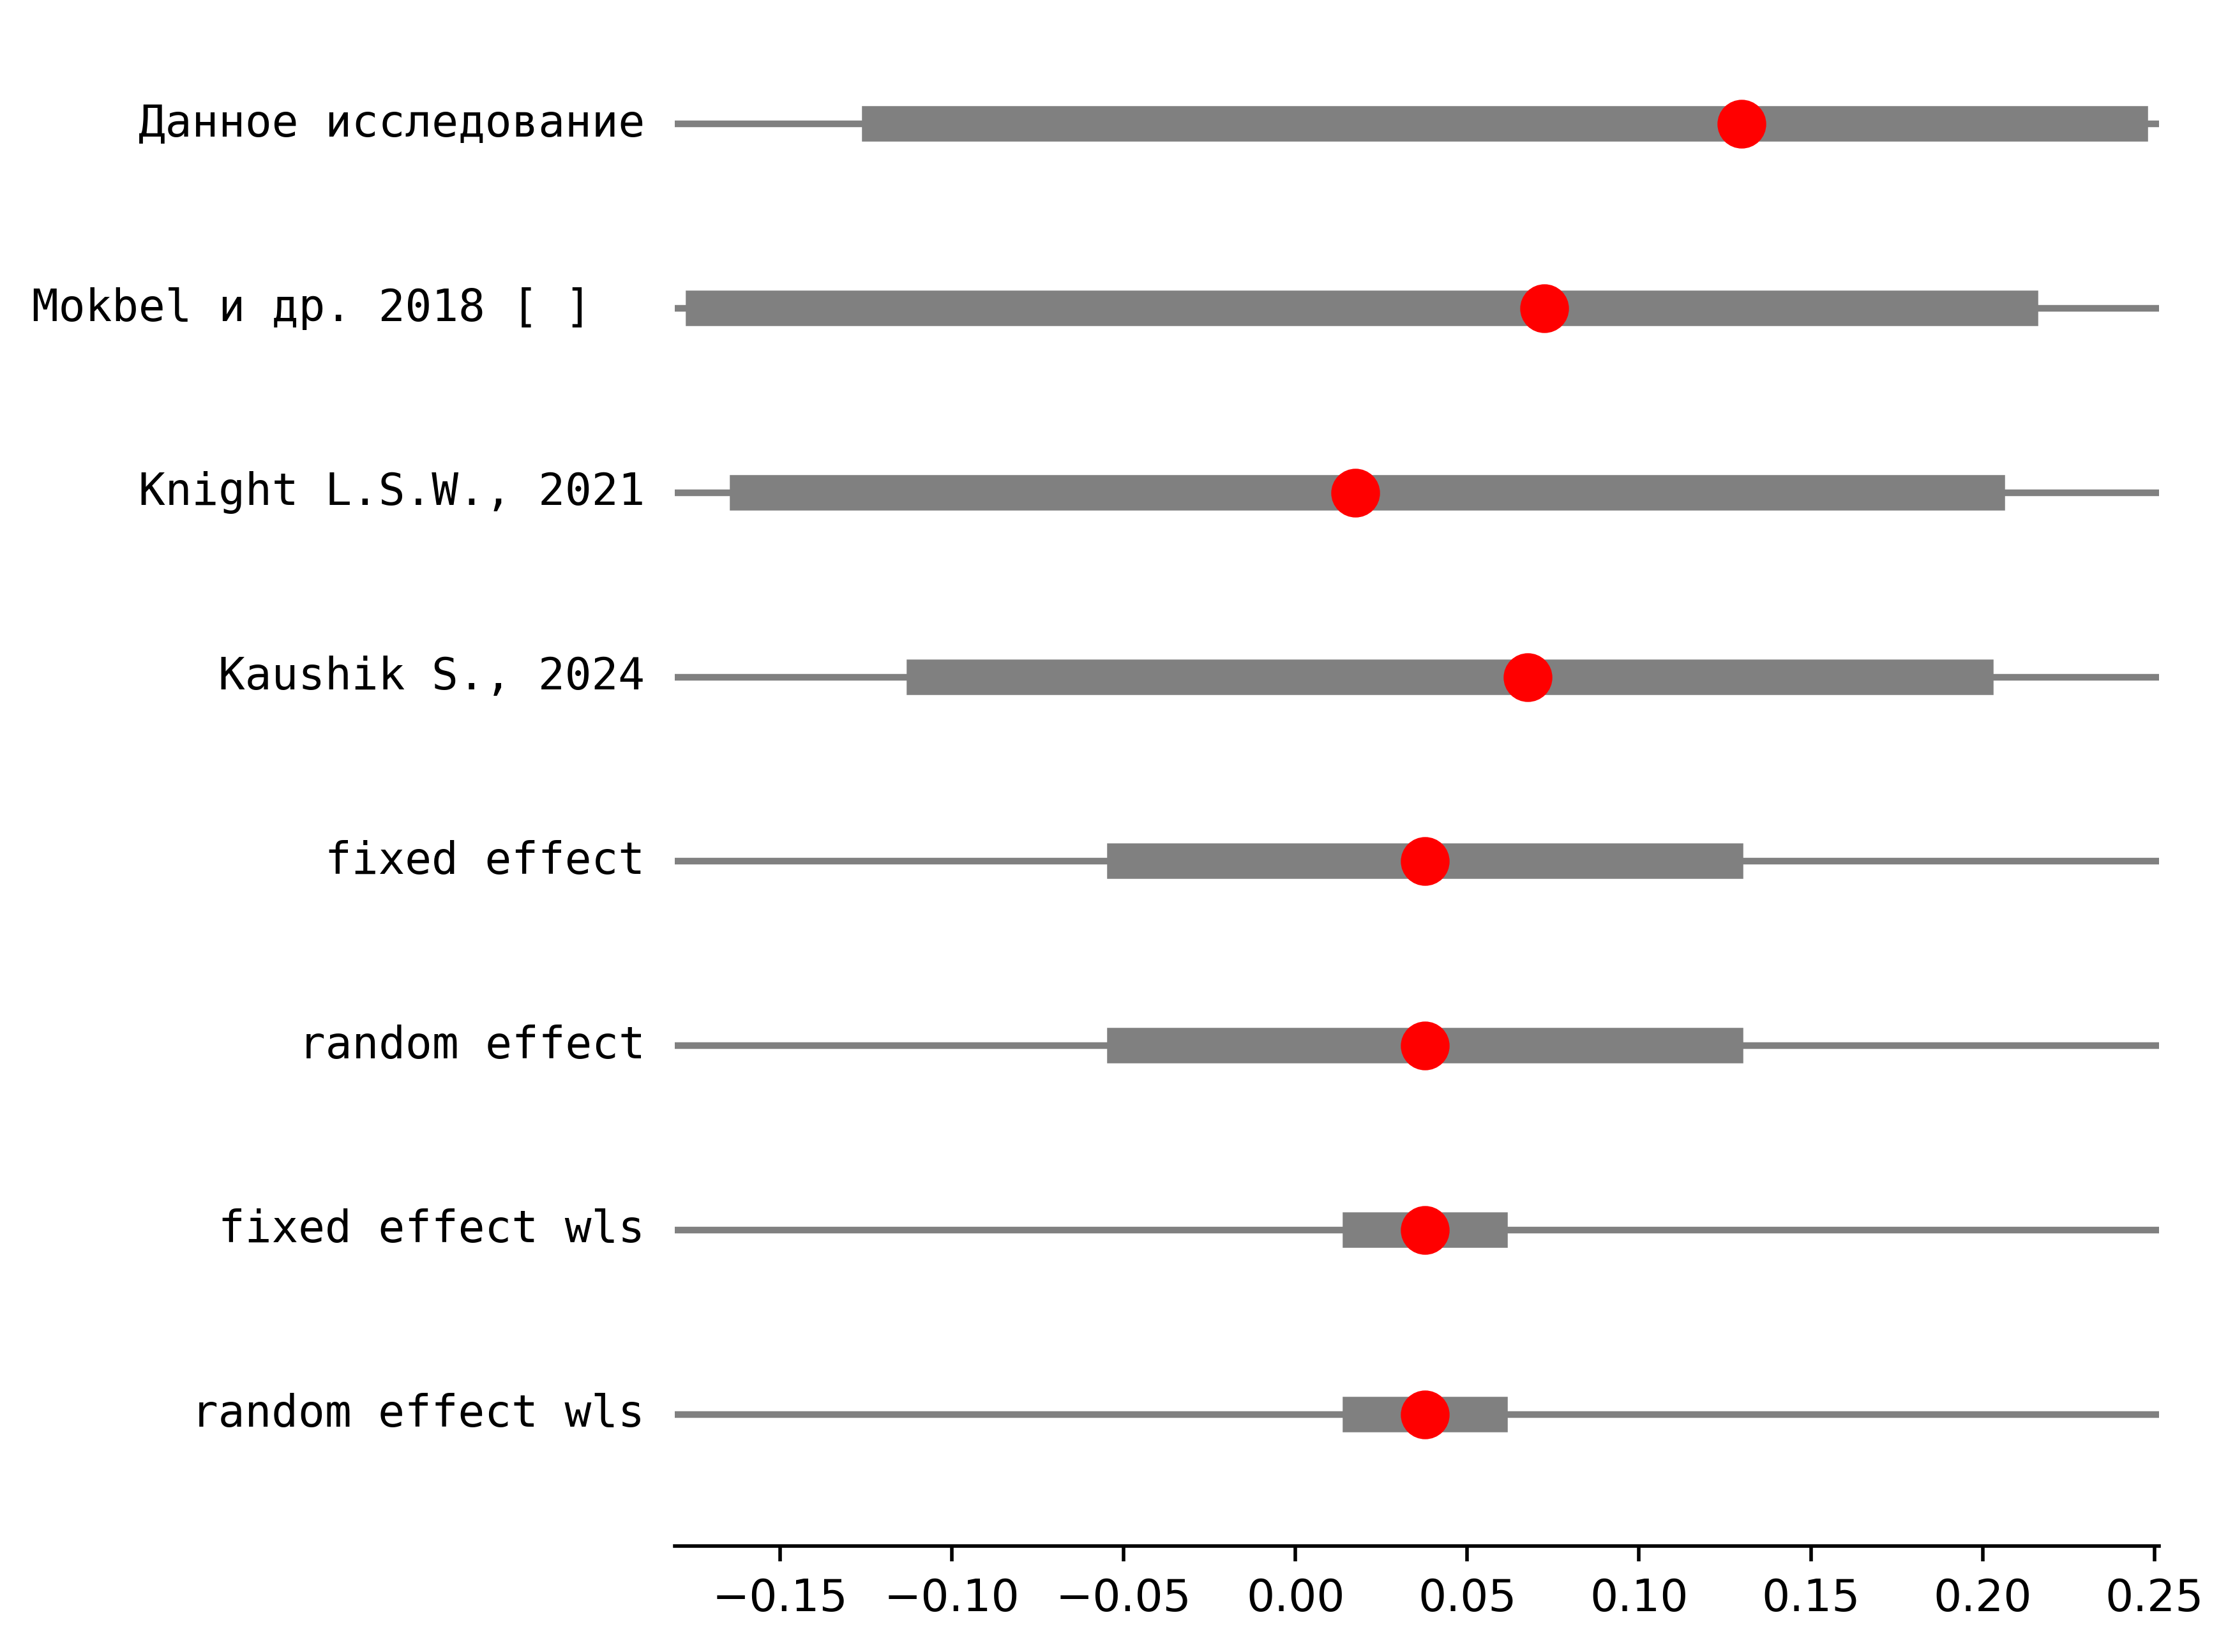 Данное исследование
Mokbel и др. 2018 [ ]
Knight L.S.W., 2021
Kaushik S., 2024
fixed effect
random effect
fixed effect wls
random effect wls
−0.15 −0.10 −0.05 0.00 0.05 0.10 0.15 0.20 0.25